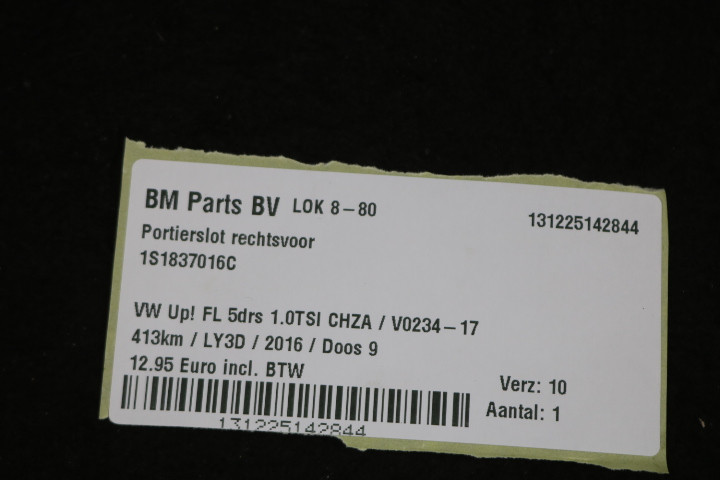 BM Parts BV LOK 8-80
131225142844
Portierslot rechtsvoor
1S1837016C
VW Up! FL 5drs 1.0TSI CHZA / V0234-17
413km / LY3D / 2016 / Doos 9
12.95 Euro incl. BTW
Verz: 10
Aantal: 1
131225142844